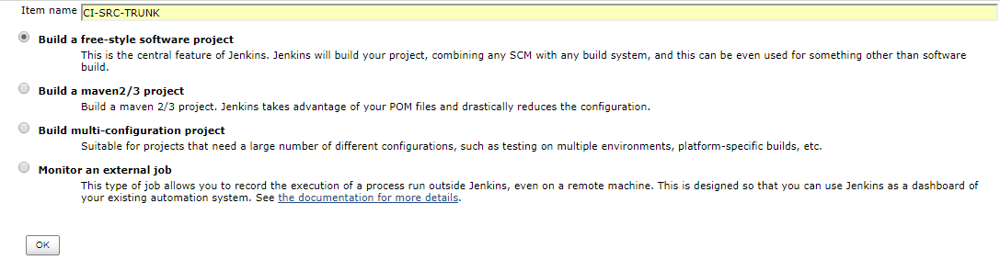 Item name CI-SRC-TRUNK
Build a free-style software project
This is the central feature of Jenkins. Jenkins will build your project, combining any SCM with any build system, and this can be even used for something other than software
build.
Build a maven2/3 project
Build a maven 2/3 project. Jenkins takes advantage of your POM files and drastically reduces the configuration.
Build multi-configuration project
Suitable for projects that need a large number of different configurations, such as testing on multiple environments, platform-specific builds, etc.
Monitor an external job
This type of job allows you to record the execution of a process run outside Jenkins, even on a remote machine. This is designed so that you can use Jenkins as a dashboard of
your existing automation system. See the documentation for more details.
OK